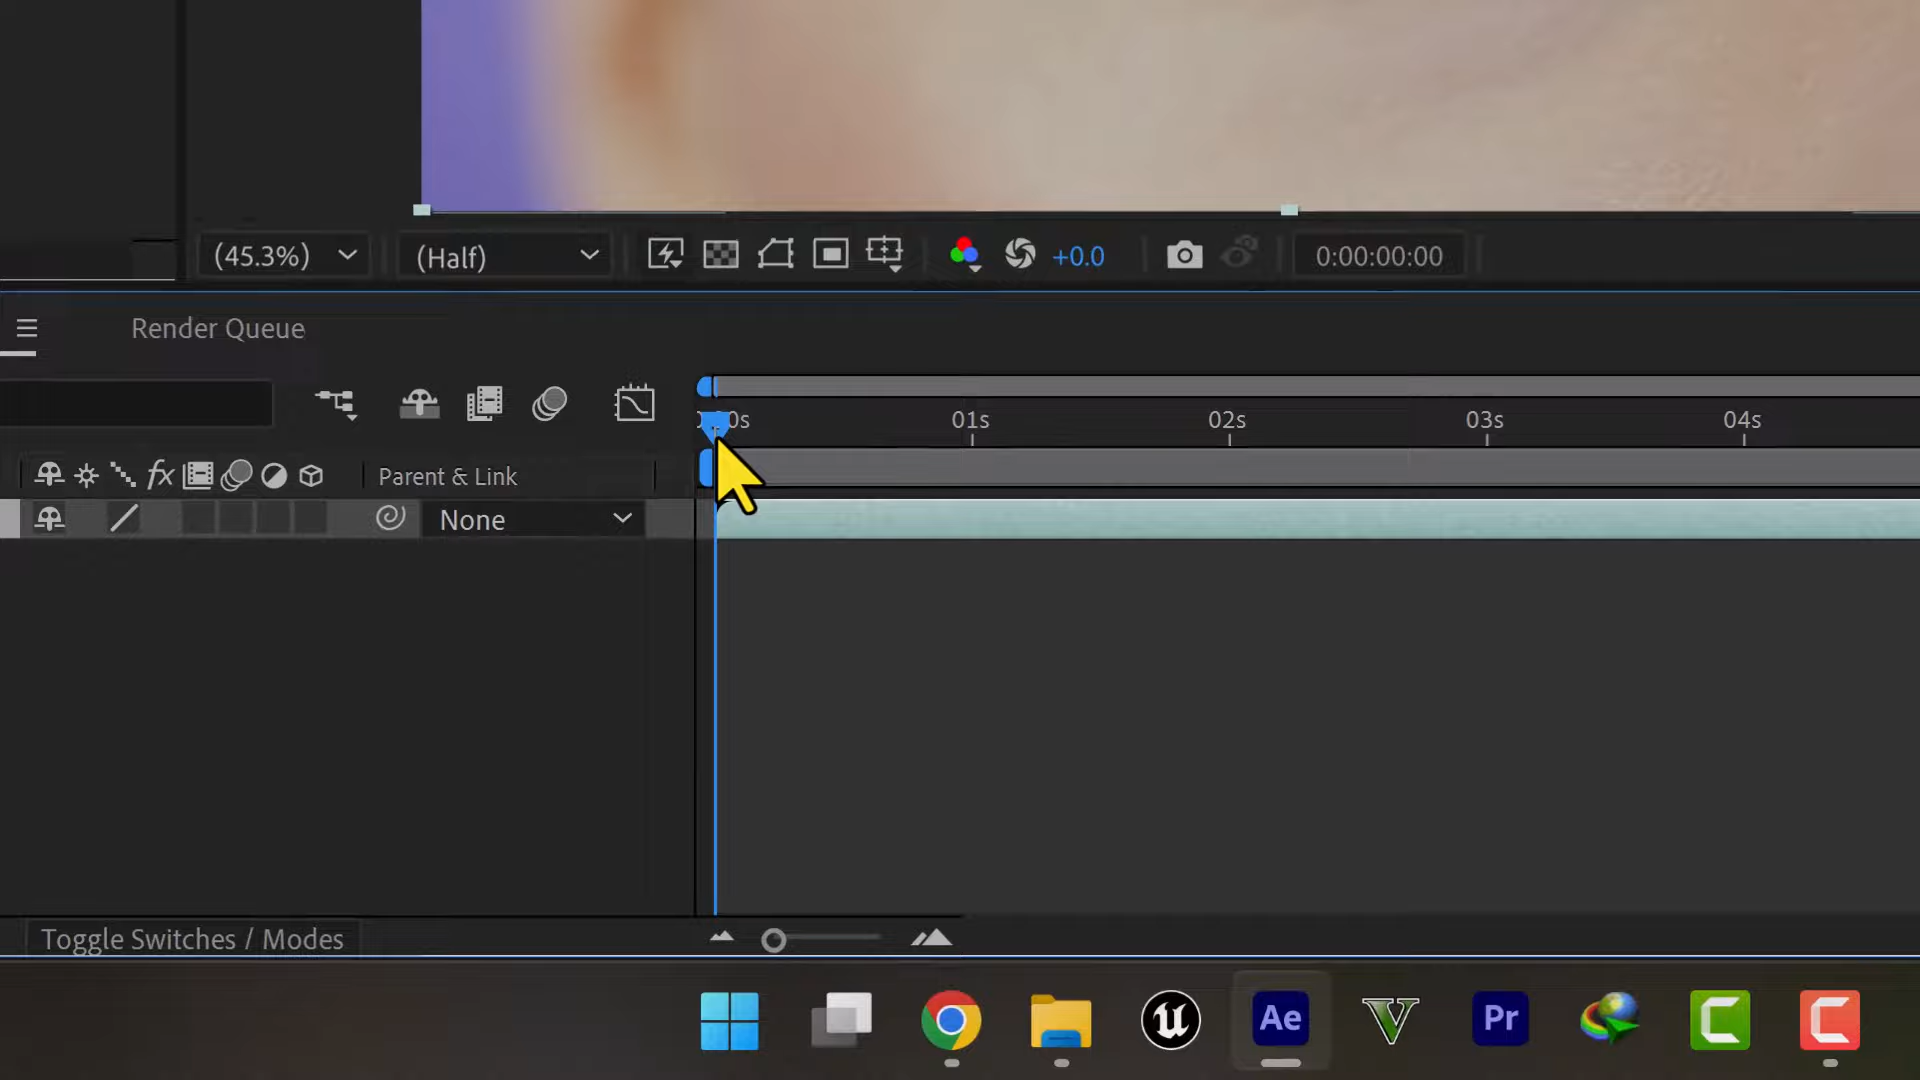 (45.3%) (Half) +0.0 0:00:00:00
Render Queue
01s 02s 03s 04s
fx Parent & Link
None
Toggle Switches / Modes
Ae V Pr